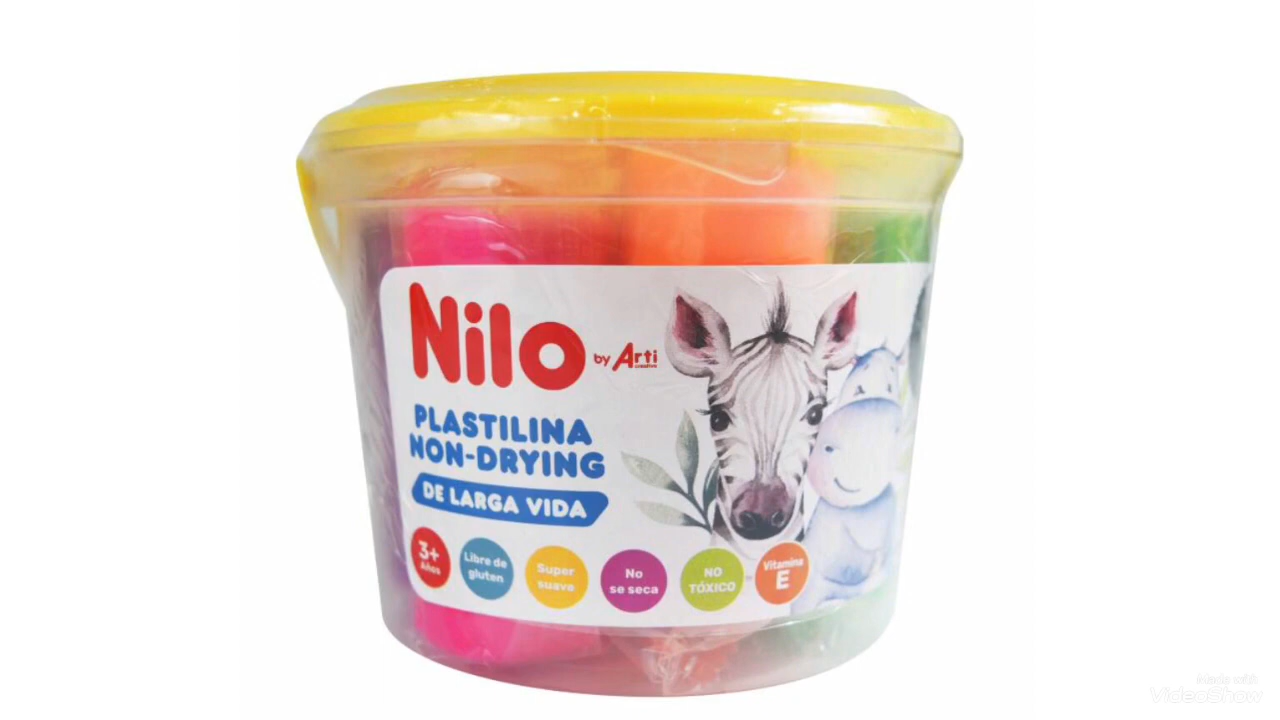 Nilo
by Arti
creative
PLASTILINA
NON-DRYING
DE LARGA VIDA
3+
Años
Libre de
gluten
Super
suave
No
se seca
NO
TÓXICO
Vitamina
E
Made with
VideoShow